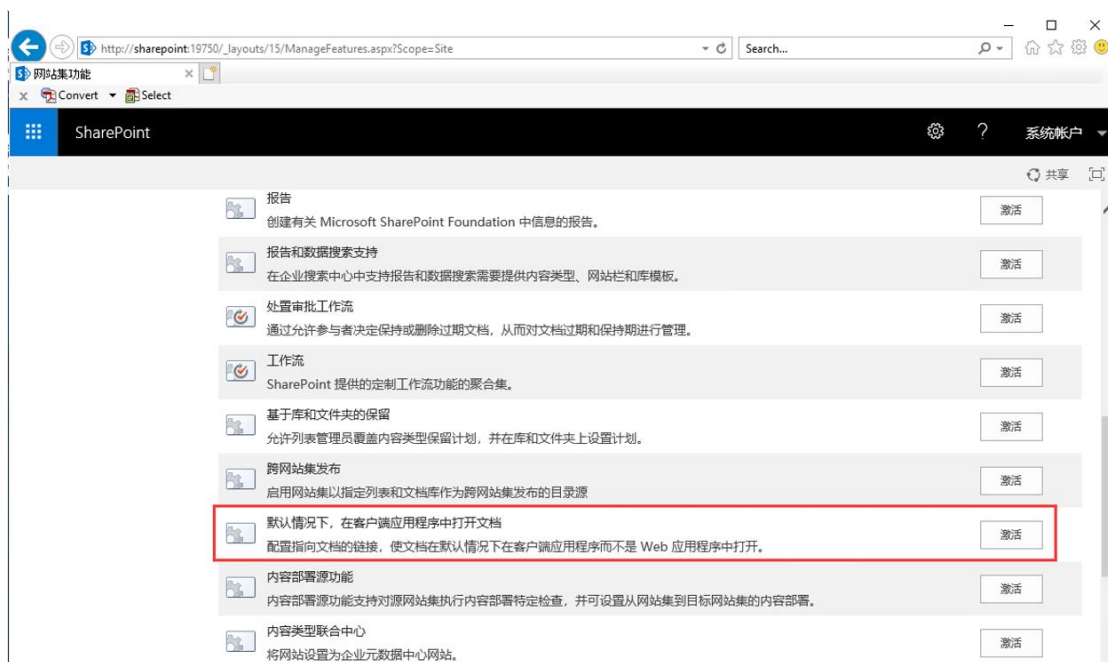 http://sharepoint:19750/_layouts/15/ManageFeatures.aspx?Scope=Site
Search...
网站集功能
Convert
Select
SharePoint
?
系统帐户
共享
报告
创建有关 Microsoft SharePoint Foundation 中信息的报告。
激活
报告和数据搜索支持
在企业搜索中心中支持报告和数据搜索需要提供内容类型、网站栏和库模板。
激活
处置审批工作流
通过允许参与者决定保持或删除过期文档，从而对文档过期和保持期进行管理。
激活
工作流
SharePoint 提供的定制工作流功能的聚合集。
激活
基于库和文件夹的保留
允许列表管理员覆盖内容类型保留计划，并在库和文件夹上设置计划。
激活
跨网站集发布
启用网站集以指定列表和文档库作为跨网站集发布的目录源
激活
默认情况下，在客户端应用程序中打开文档
配置指向文档的链接，使文档在默认情况下在客户端应用程序而不是 Web 应用程序中打开。
激活
内容部署源功能
内容部署源功能支持对源网站集执行内容部署特定检查，并可设置从网站集到目标网站集的内容部署。
激活
内容类型联合中心
将网站设置为企业元数据中心网站。
激活